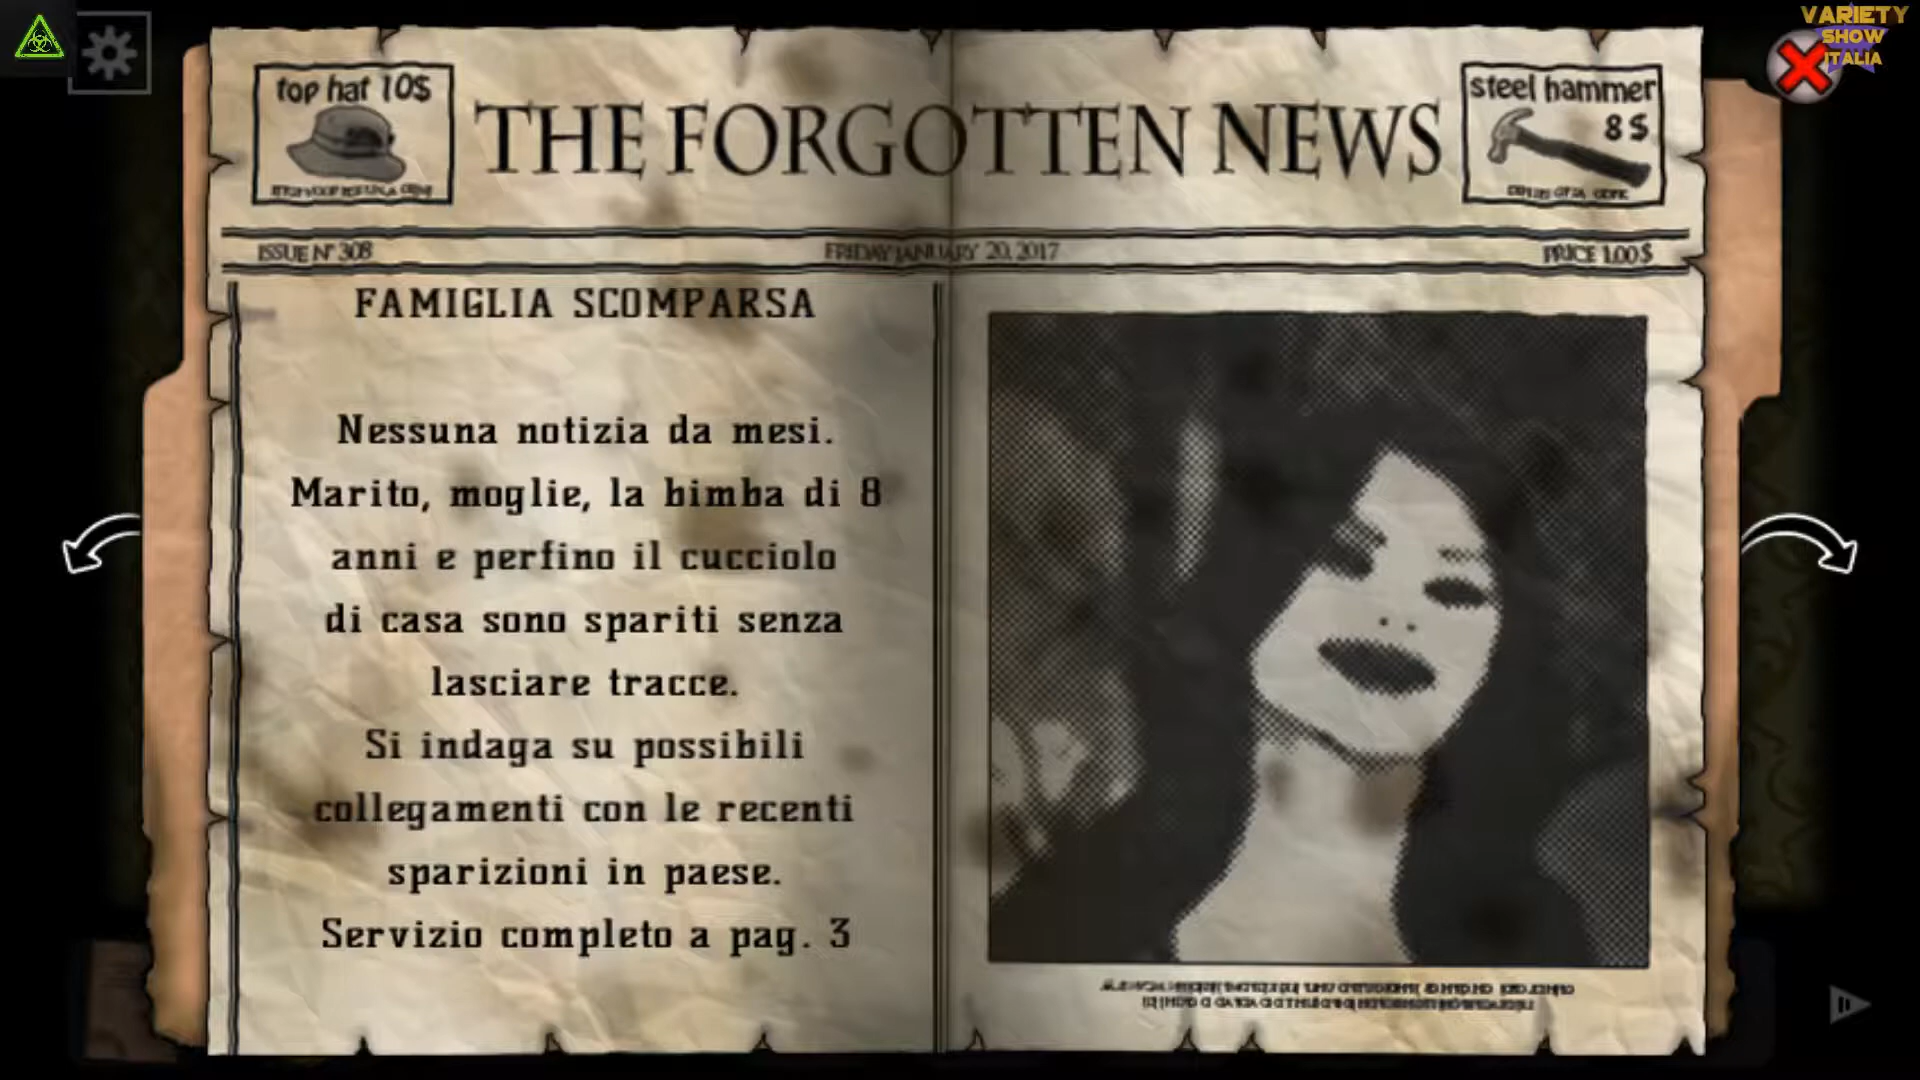 VARIETY
SHOW
ITALIA
top hat 10$
THE FORGOTTEN NEWS
steel hammer
8$
ISSUE N° 308
FRIDAY JANUARY 20, 2017
PRICE 1.00$
FAMIGLIA SCOMPARSA
Nessuna notizia da mesi.
Marito, moglie, la bimba di 8
anni e perfino il cucciolo
di casa sono spariti senza
lasciare tracce.
Si indaga su possibili
collegamenti con le recenti
sparizioni in paese.
Servizio completo a pag. 3